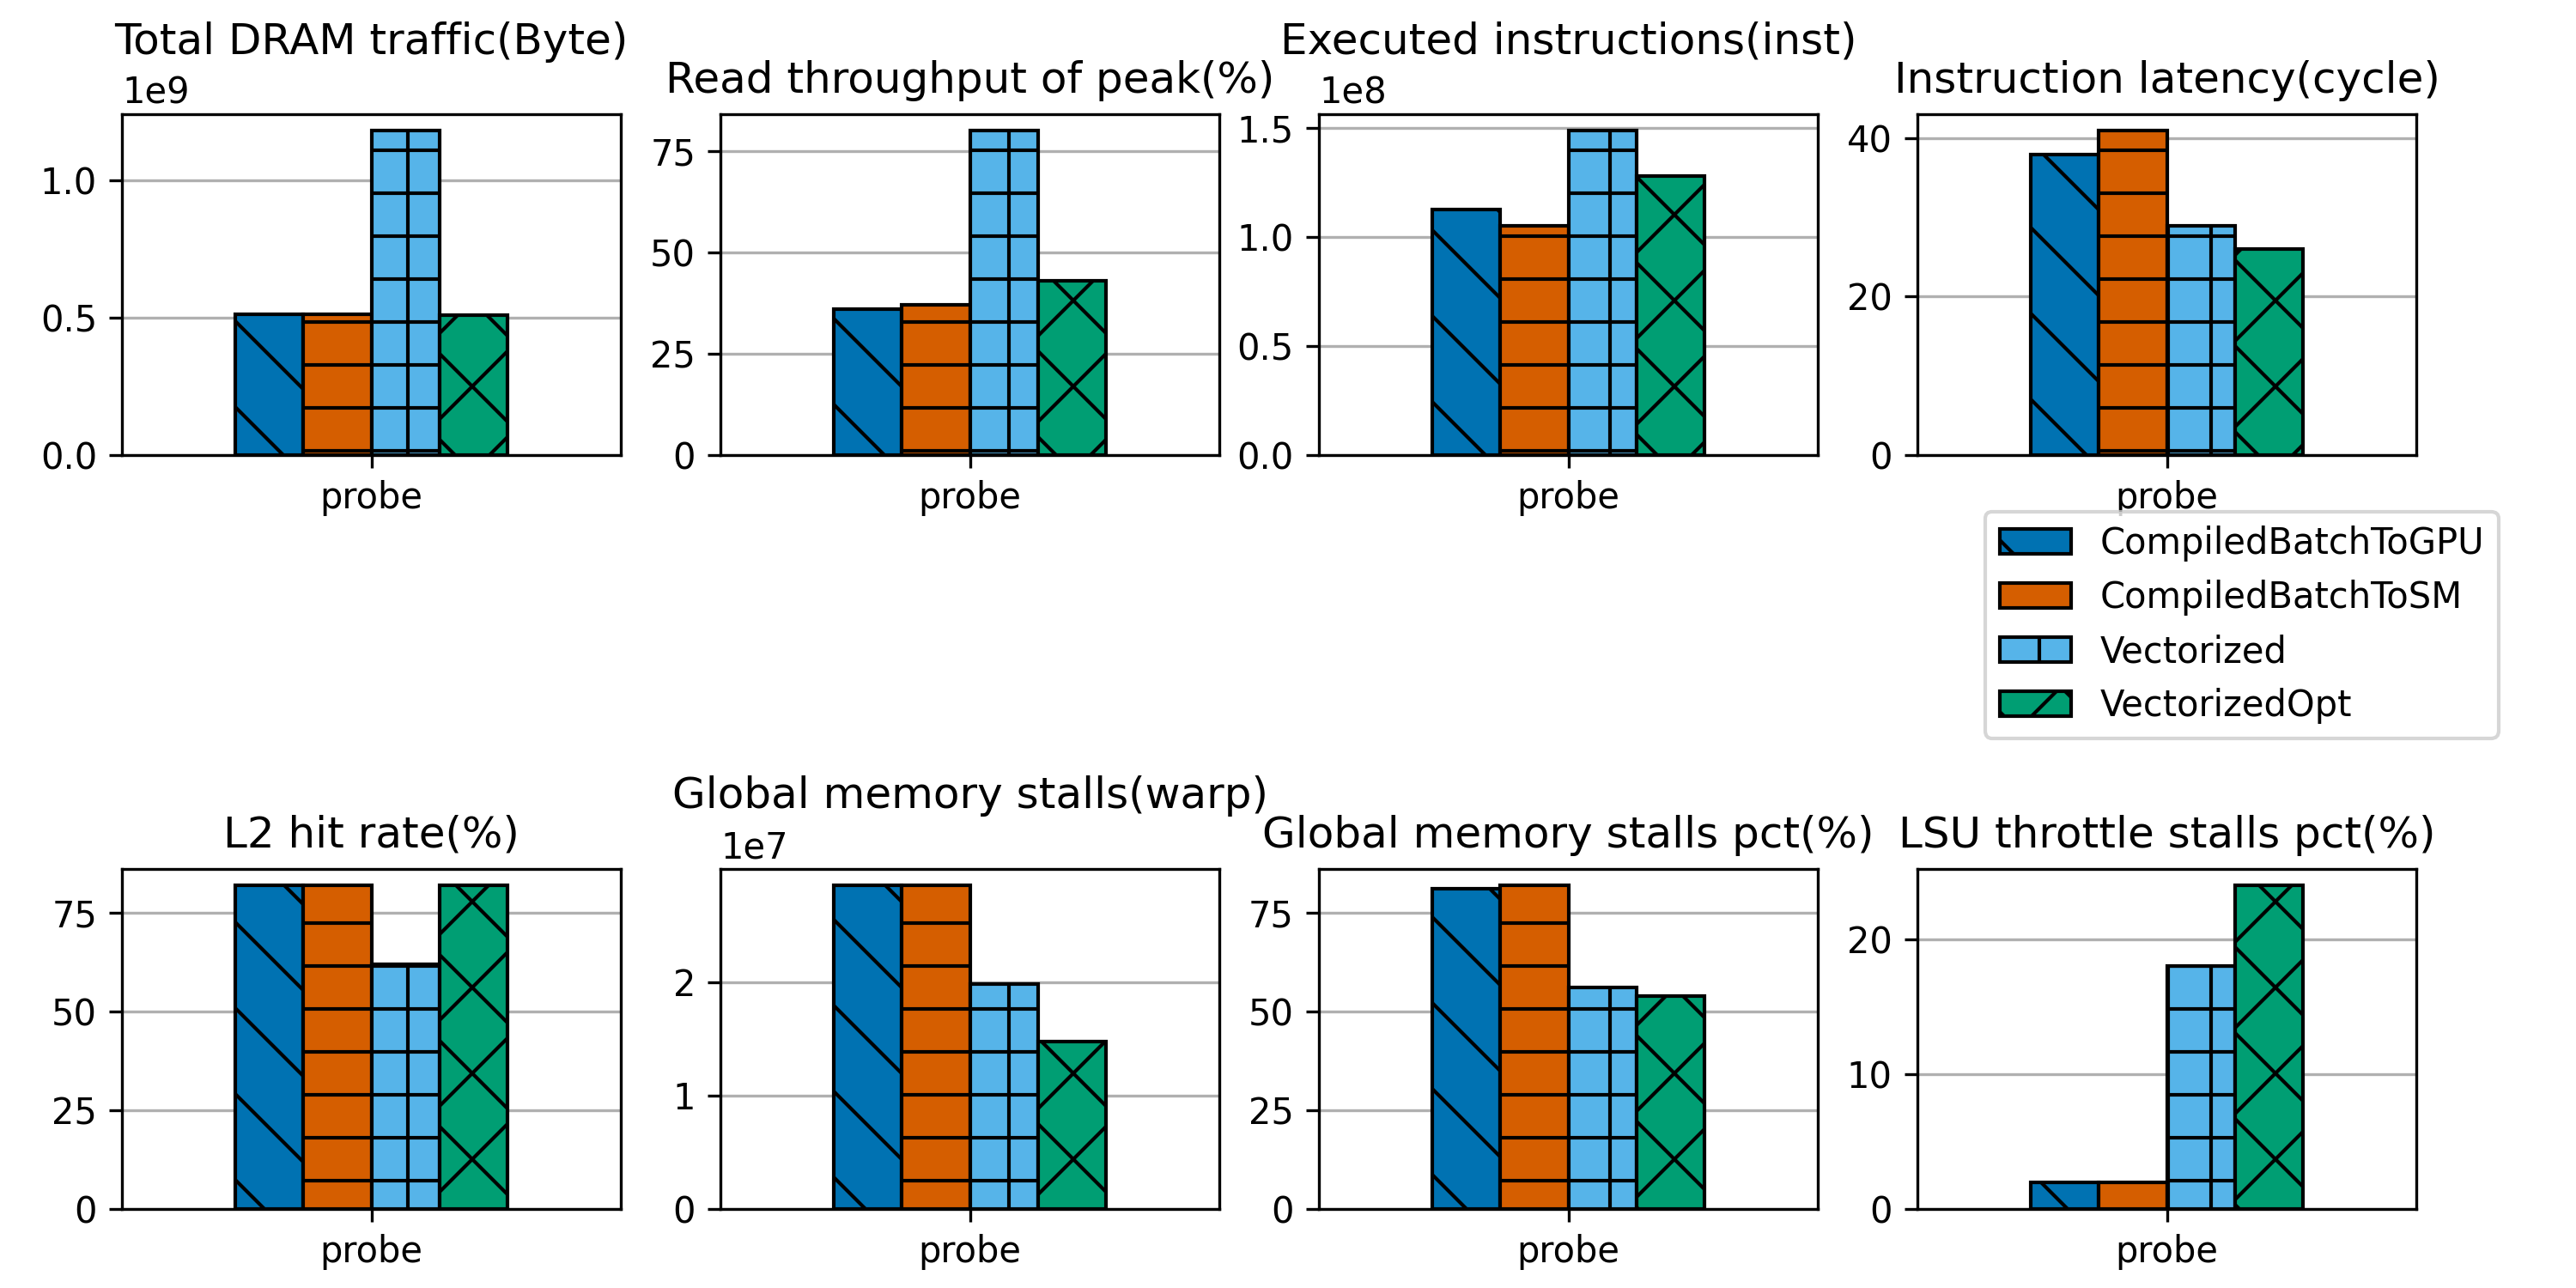 Total DRAM traffic(Byte)
1e9
1.0
0.5
0.0
probe
Read throughput of peak(%)
75
50
25
0
probe
Executed instructions(inst)
1e8
1.5
1.0
0.5
0.0
probe
Instruction latency(cycle)
40
20
0
probe
CompiledBatchToGPU
CompiledBatchToSM
Vectorized
VectorizedOpt
L2 hit rate(%)
75
50
25
0
probe
Global memory stalls(warp)
1e7
2
1
0
probe
Global memory stalls pct(%)
75
50
25
0
probe
LSU throttle stalls pct(%)
20
10
0
probe